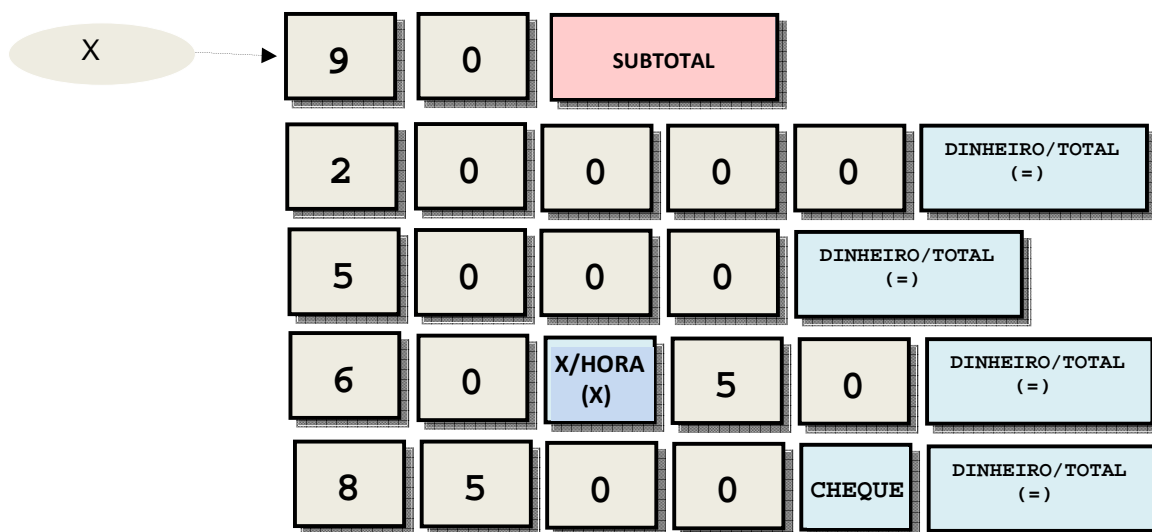 X 9 0 SUBTOTAL
2 0 0 0 0 DINHEIRO/TOTAL
(=)
5 0 0 0 DINHEIRO/TOTAL
(=)
6 0 X/HORA 5 0 DINHEIRO/TOTAL
(X) (=)
8 5 0 0 CHEQUE DINHEIRO/TOTAL
(=)